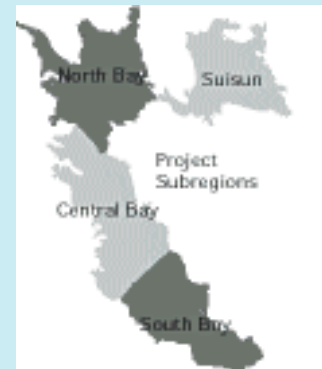 North Bay
Suisun
Project
Subregions
Central Bay
South Bay